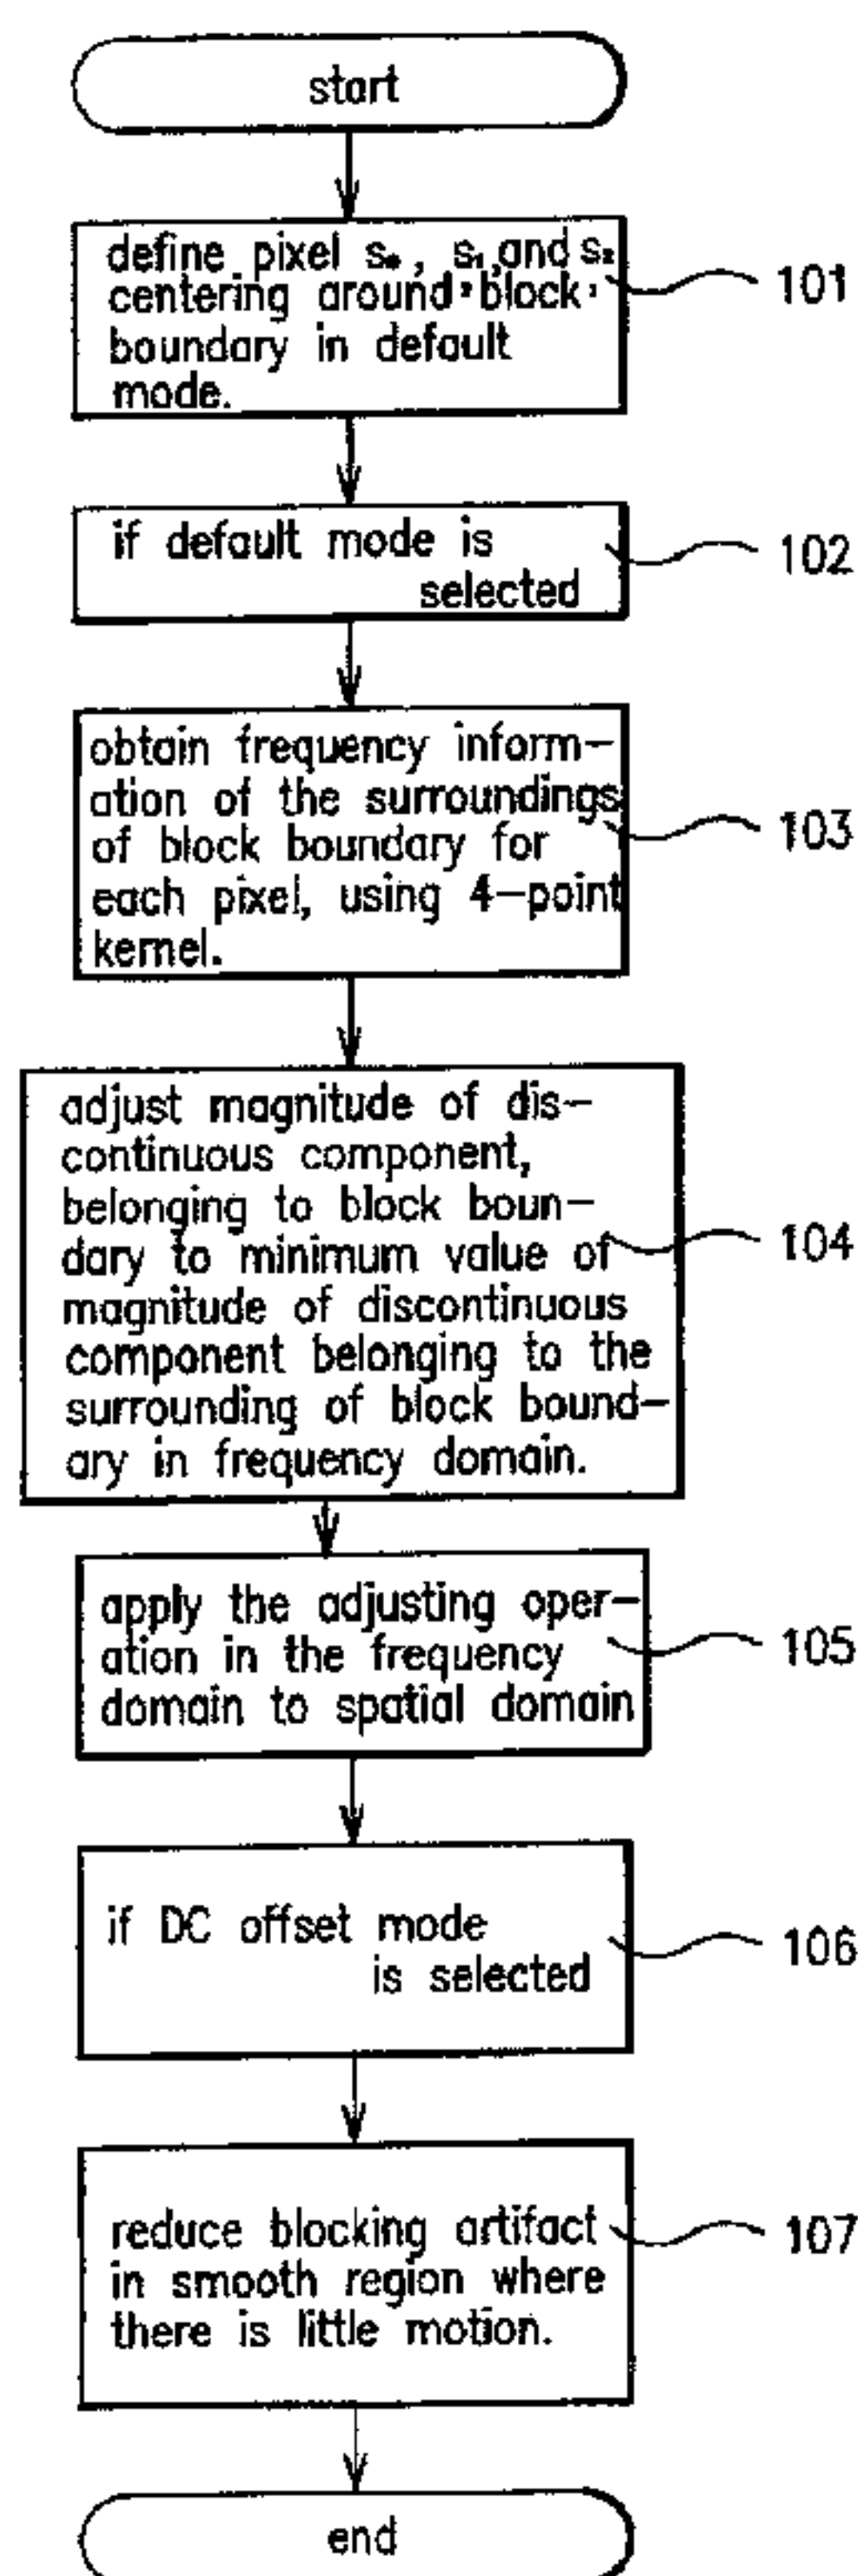 start
define pixel s₀, s₁, and s₂
centering around block
boundary in default
mode.
101
if default mode is
selected
102
obtain frequency inform-
ation of the surroundings
of block boundary for
each pixel, using 4-point
kernel.
103
adjust magnitude of dis-
continuous component,
belonging to block boun-
dary to minimum value of
magnitude of discontinuous
component belonging to the
surrounding of block bound-
ary in frequency domain.
104
apply the adjusting oper-
ation in the frequency
domain to spatial domain
105
if DC offset mode
is selected
106
reduce blocking artifact
in smooth region where
there is little motion.
107
end